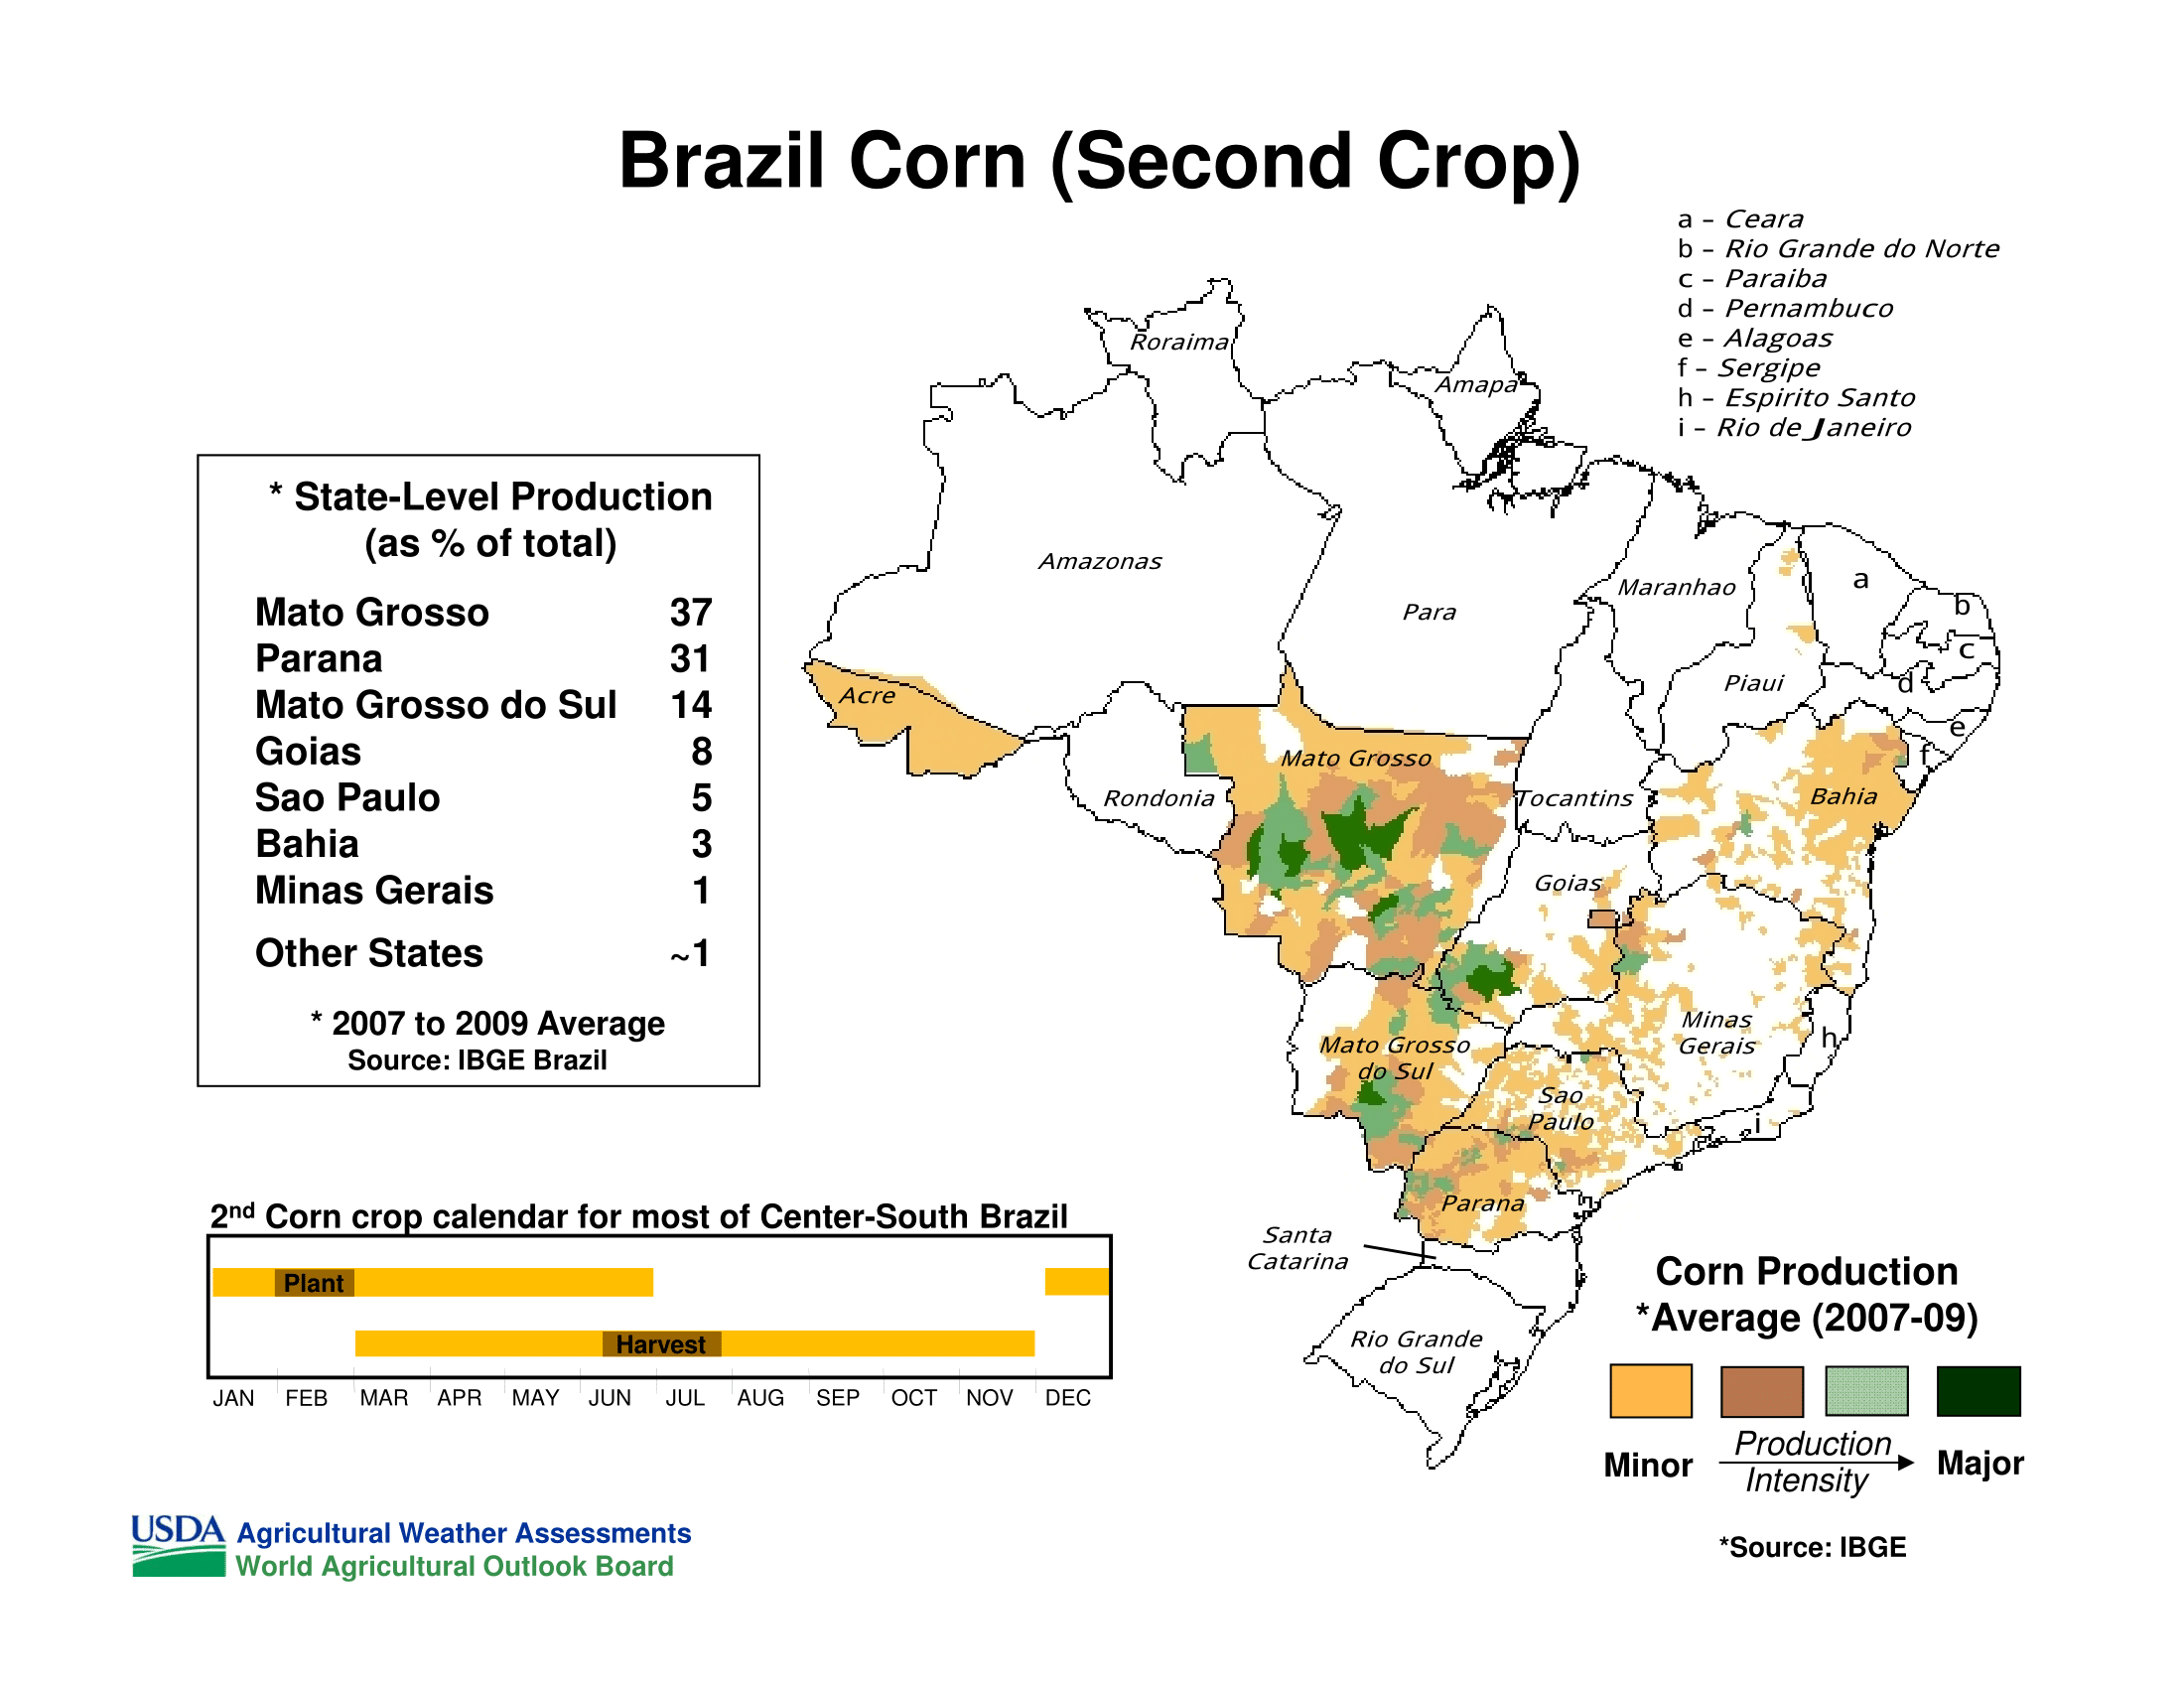 Brazil Corn (Second Crop)
a – Ceara
b – Rio Grande do Norte
c – Paraiba
d – Pernambuco
e – Alagoas
f – Sergipe
h – Espirito Santo
i – Rio de Janeiro
* State-Level Production
(as % of total)
Mato Grosso 37
Parana 31
Mato Grosso do Sul 14
Goias 8
Sao Paulo 5
Bahia 3
Minas Gerais 1
Other States ~1
* 2007 to 2009 Average
Source: IBGE Brazil
Roraima
Amapa
Amazonas
Para
Maranhao
a
b
c
Piaui
d
e
f
Acre
Mato Grosso
Rondonia
Tocantins
Bahia
Goias
Minas
Gerais
h
Mato Grosso
do Sul
Sao
Paulo
i
Parana
Santa
Catarina
Rio Grande
do Sul
2nd Corn crop calendar for most of Center-South Brazil
Plant
Harvest
JAN FEB MAR APR MAY JUN JUL AUG SEP OCT NOV DEC
Corn Production
*Average (2007-09)
Minor Production Intensity Major
*Source: IBGE
USDA Agricultural Weather Assessments
World Agricultural Outlook Board